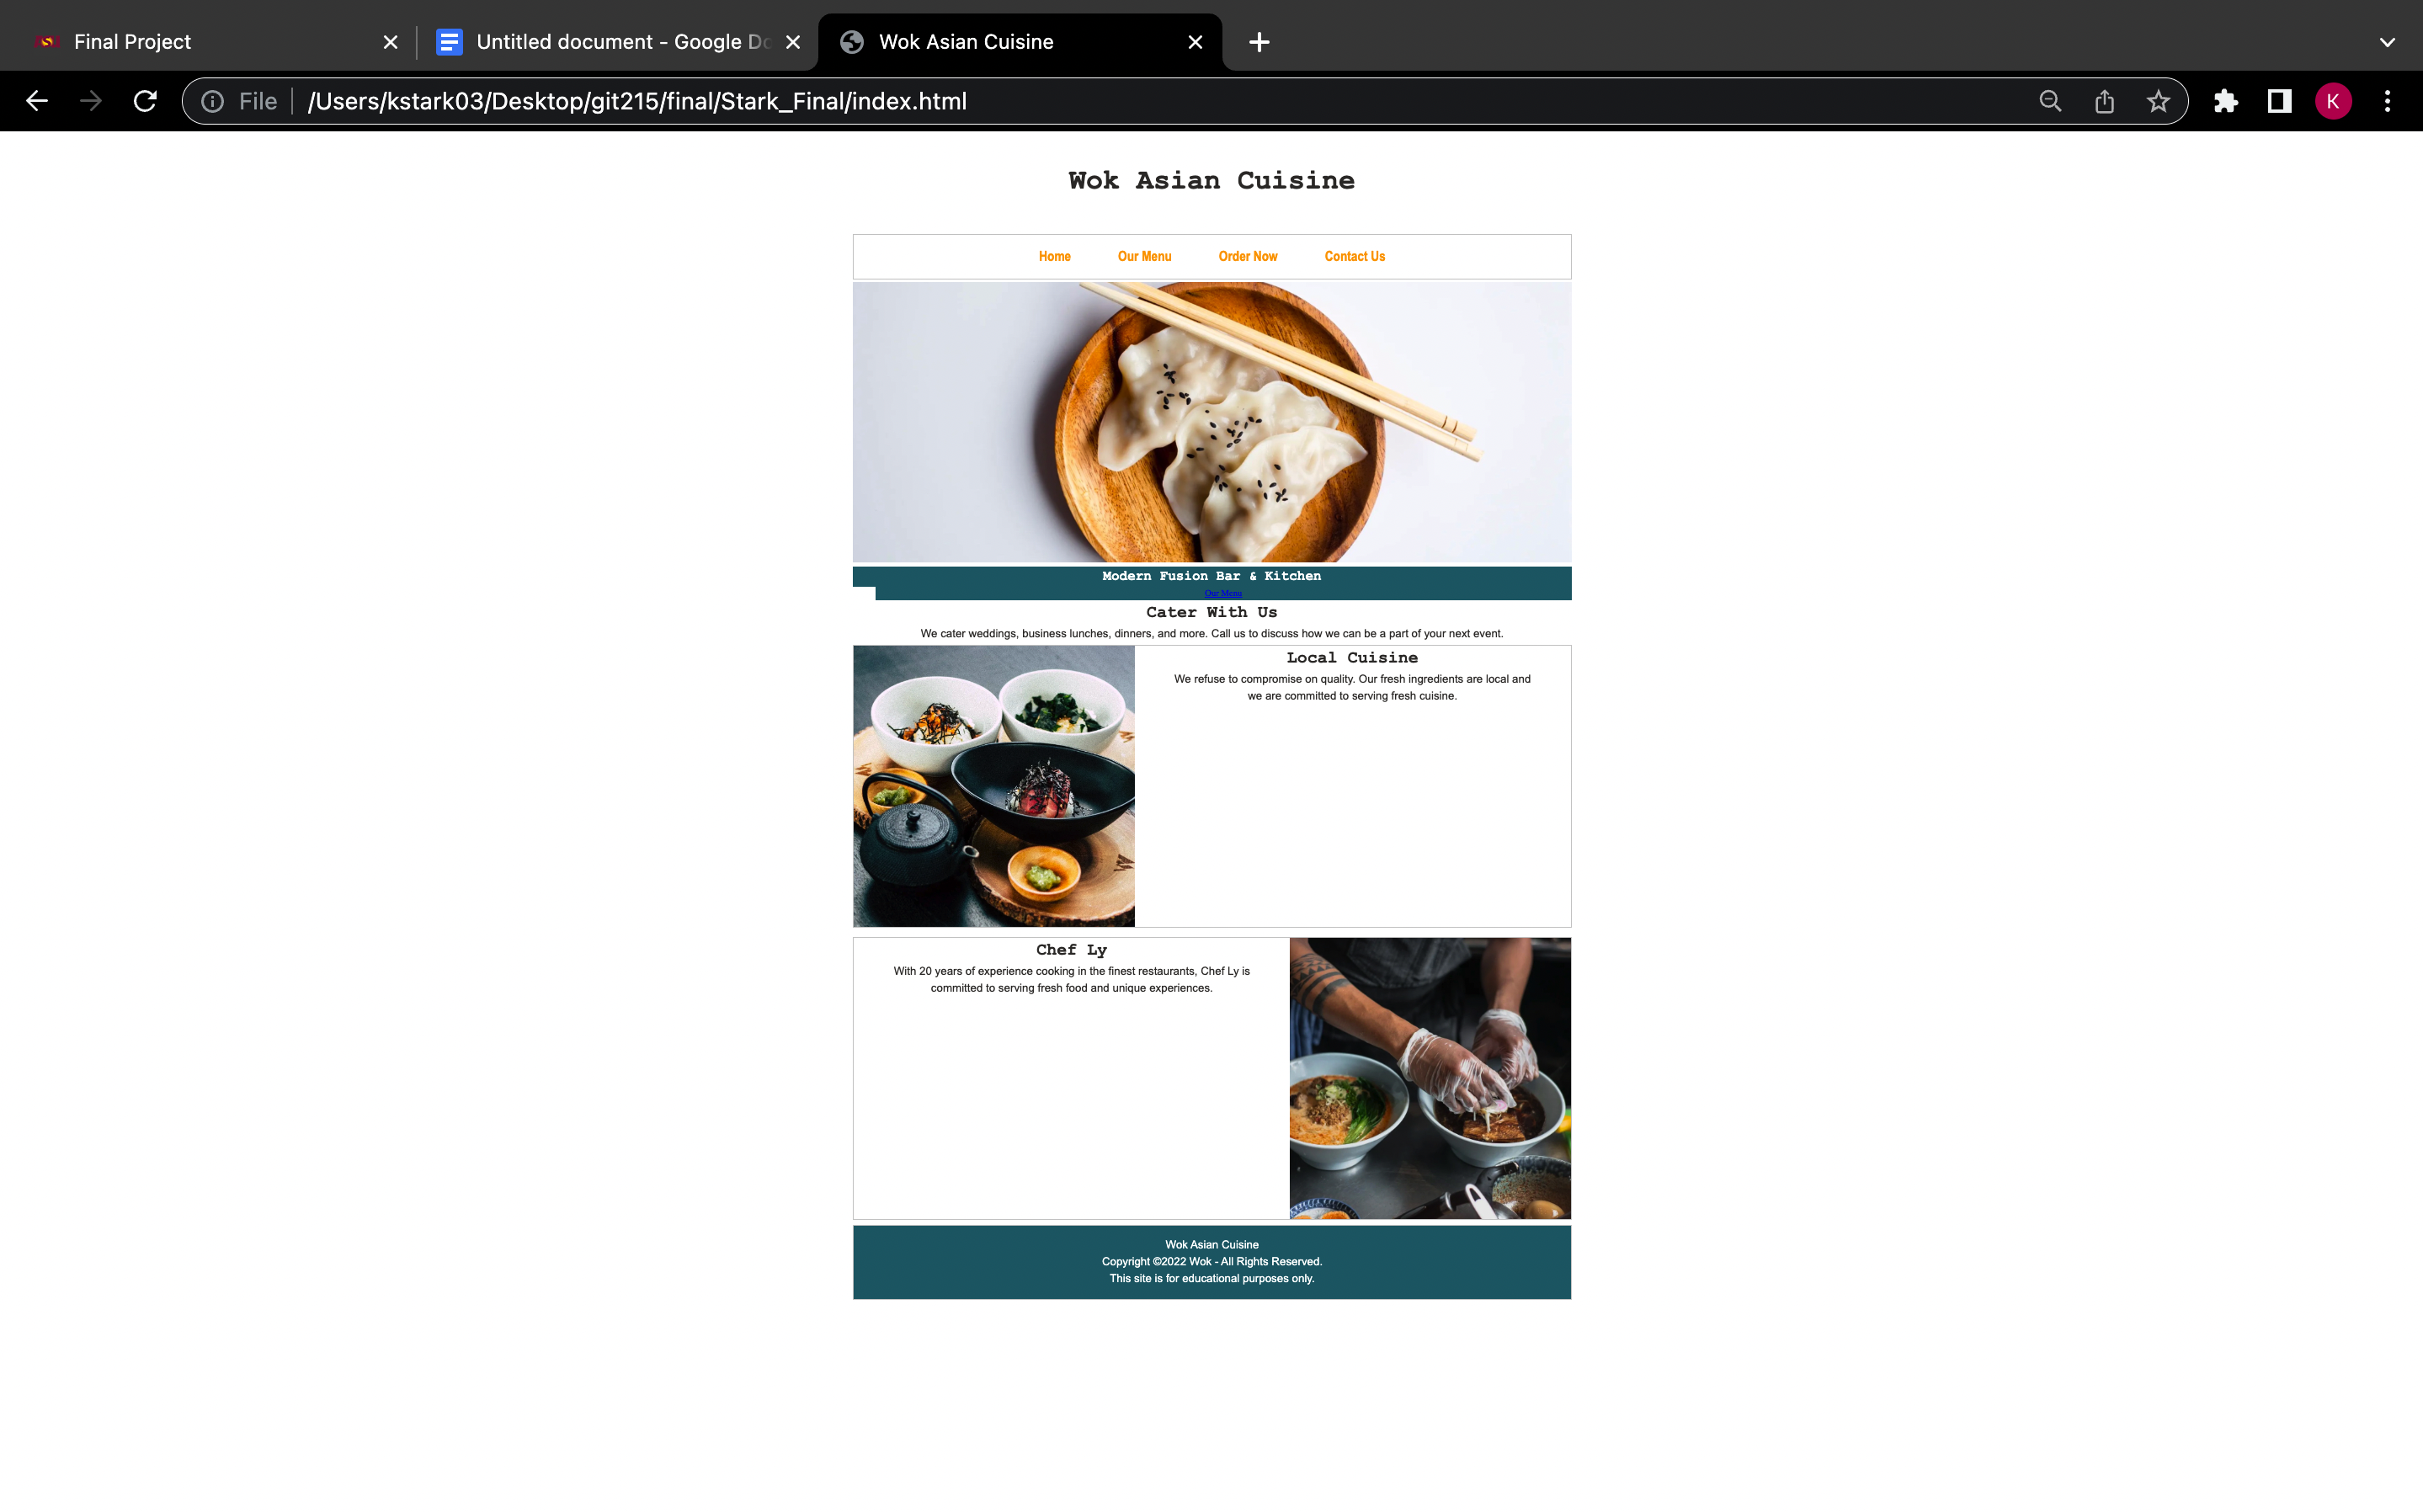 Final Project
Untitled document - Google Do
Wok Asian Cuisine
File
/Users/kstark03/Desktop/git215/final/Stark_Final/index.html
K
Wok Asian Cuisine
Home Our Menu Order Now Contact Us
Modern Fusion Bar & Kitchen
Our Menu
Cater With Us
We cater weddings, business lunches, dinners, and more. Call us to discuss how we can be a part of your next event.
Local Cuisine
We refuse to compromise on quality. Our fresh ingredients are local and
we are committed to serving fresh cuisine.
Chef Ly
With 20 years of experience cooking in the finest restaurants, Chef Ly is
committed to serving fresh food and unique experiences.
Wok Asian Cuisine
Copyright ©2022 Wok - All Rights Reserved.
This site is for educational purposes only.